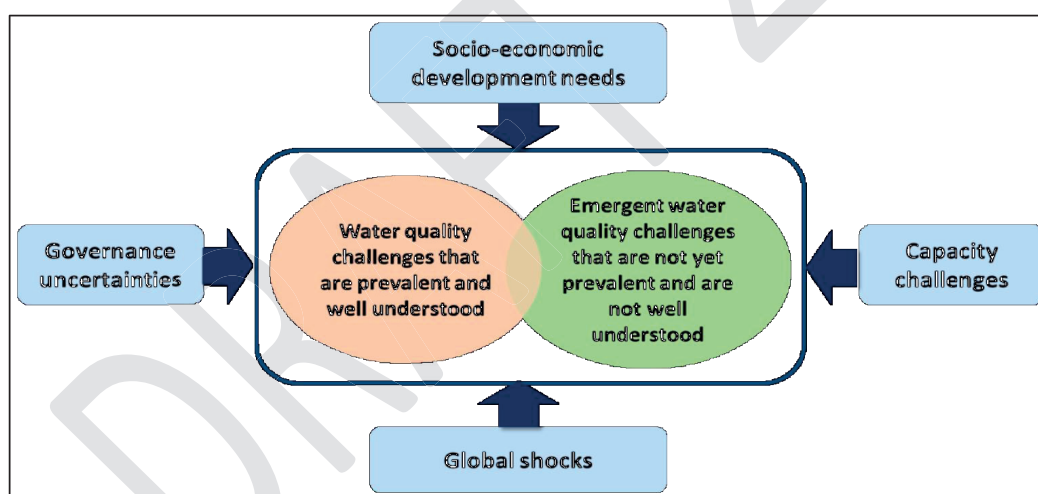 Socio-economic
development needs
Governance
uncertainties
Water quality
challenges that
are prevalent and
well understood
Emergent water
quality challenges
that are not yet
prevalent and are
not well
understood
Capacity
challenges
Global shocks
DRAFT 2